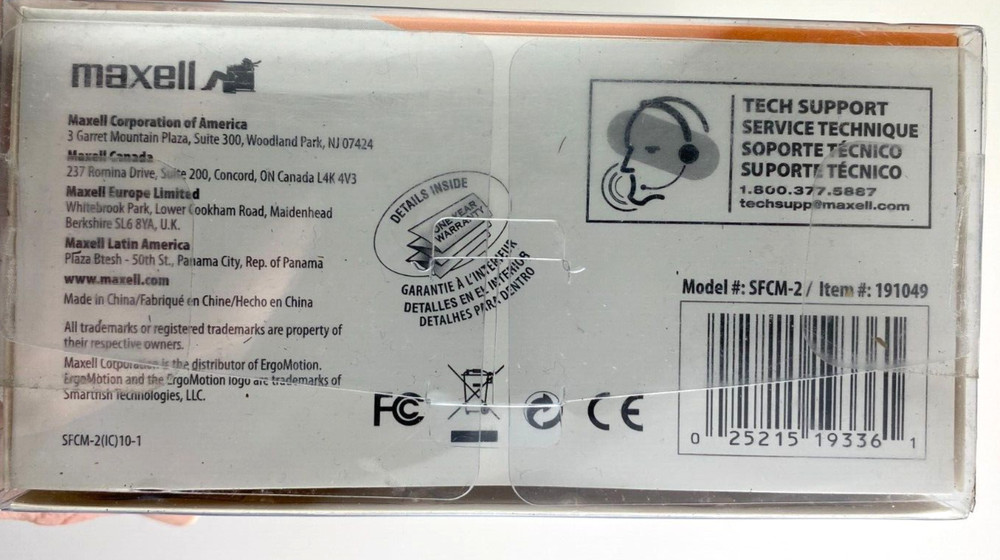 maxell
Maxell Corporation of America
3 Garret Mountain Plaza, Suite 300, Woodland Park, NJ 07424
Maxell Canada
237 Romina Drive, Suite 200, Concord, ON Canada L4K 4V3
Maxell Europe Limited
Whitebrook Park, Lower Cookham Road, Maidenhead
Berkshire SL6 8YA, U.K.
Maxell Latin America
Plaza Btesh - 50th St., Panama City, Rep. of Panamá
www.maxell.com
Made in China/Fabriqué en Chine/Hecho en China
All trademarks or registered trademarks are property of
their respective owners.
Maxell Corporation is the distributor of ErgoMotion.
ErgoMotion and the ErgoMotion logo are trademarks of
Smartfish Technologies, LLC.
SFCM-2(IC)10-1
DETAILS INSIDE
ONE YEAR
WARRANTY
GARANTIE À L'INTÉRIEUR
DETALLES EN EL INTERIOR
DETALHES PARA DENTRO
FC CE
TECH SUPPORT
SERVICE TECHNIQUE
SOPORTE TÉCNICO
SUPORTE TÉCNICO
1.800.377.5887
techsupp@maxell.com
Model #: SFCM-2 / Item #: 191049
0 25215 19336 1